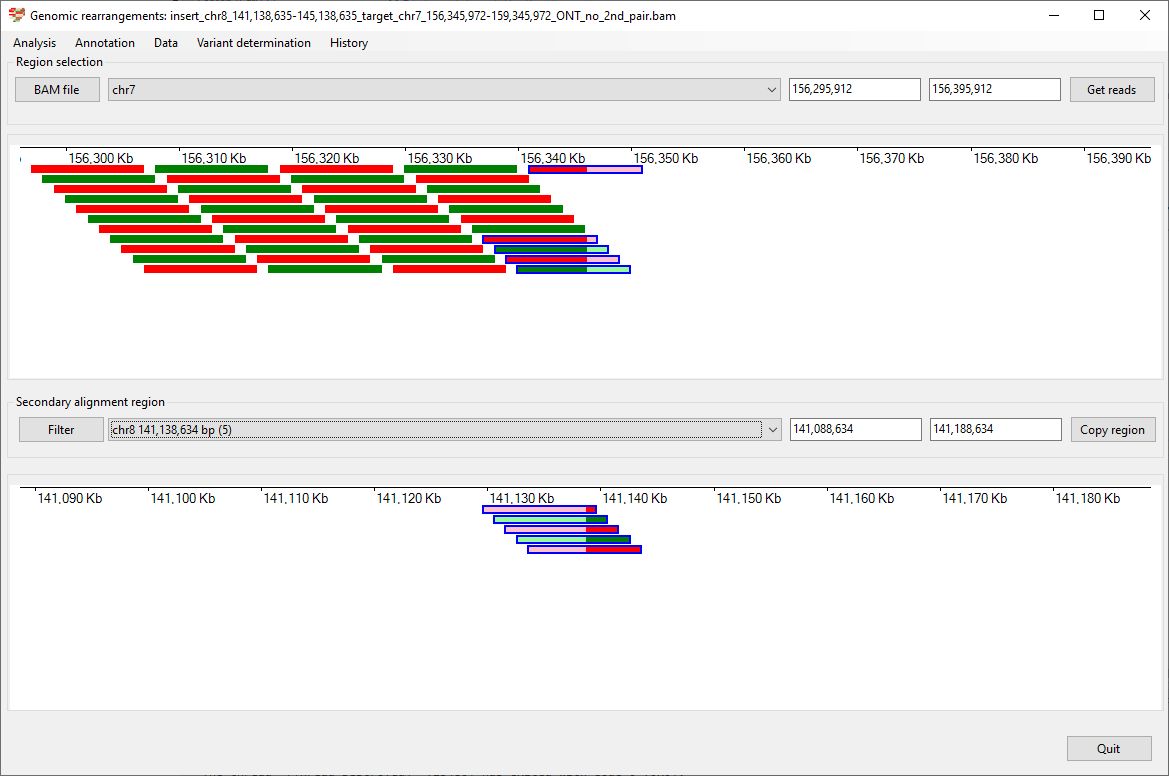 Genomic rearrangements: insert_chr8_141,138,635-145,138,635_target_chr7_156,345,972-159,345,972_ONT_no_2nd_pair.bam
Analysis Annotation Data Variant determination History
Region selection
BAM file chr7 156,295,912 156,395,912 Get reads
156,300 Kb 156,310 Kb 156,320 Kb 156,330 Kb 156,340 Kb 156,350 Kb 156,360 Kb 156,370 Kb 156,380 Kb 156,390 Kb
Secondary alignment region
Filter chr8 141,138,634 bp (5) 141,088,634 141,188,634 Copy region
141,090 Kb 141,100 Kb 141,110 Kb 141,120 Kb 141,130 Kb 141,140 Kb 141,150 Kb 141,160 Kb 141,170 Kb 141,180 Kb
Quit